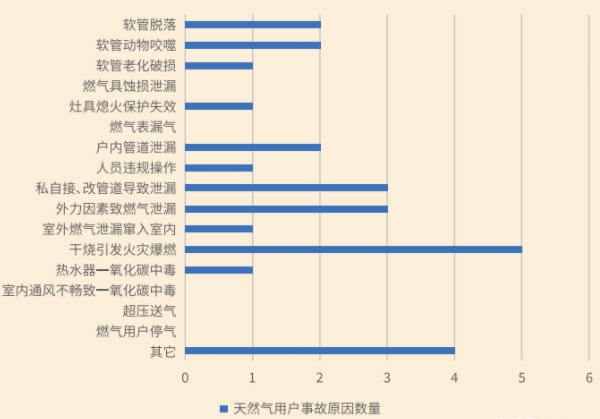 软管脱落
软管动物咬噬
软管老化破损
燃气具蚀损泄漏
灶具熄火保护失效
燃气表漏气
户内管道泄漏
人员违规操作
私自接、改管道导致泄漏
外力因素致燃气泄漏
室外燃气泄漏窜入室内
干烧引发火灾爆燃
热水器一氧化碳中毒
室内通风不畅致一氧化碳中毒
超压送气
燃气用户停气
其它
0 1 2 3 4 5 6
天然气用户事故原因数量